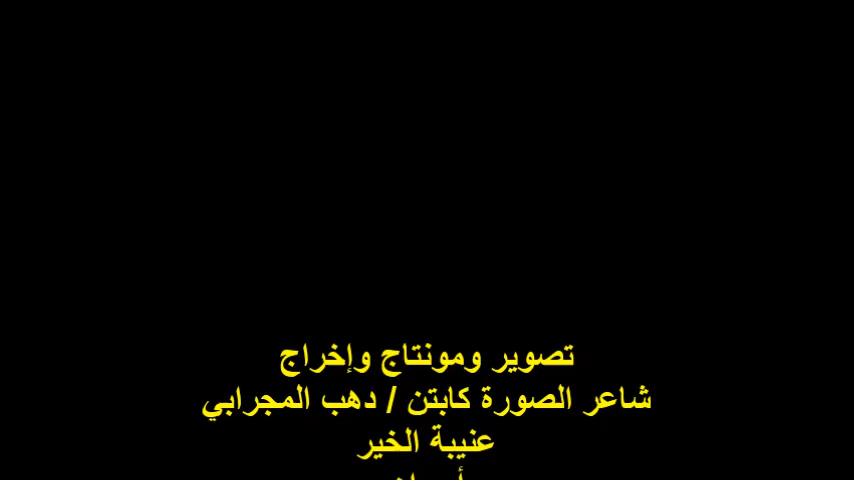 تصوير ومونتاج وإخراج
شاعر الصورة كابتن / دهب المجرابي
عنيبة الخير